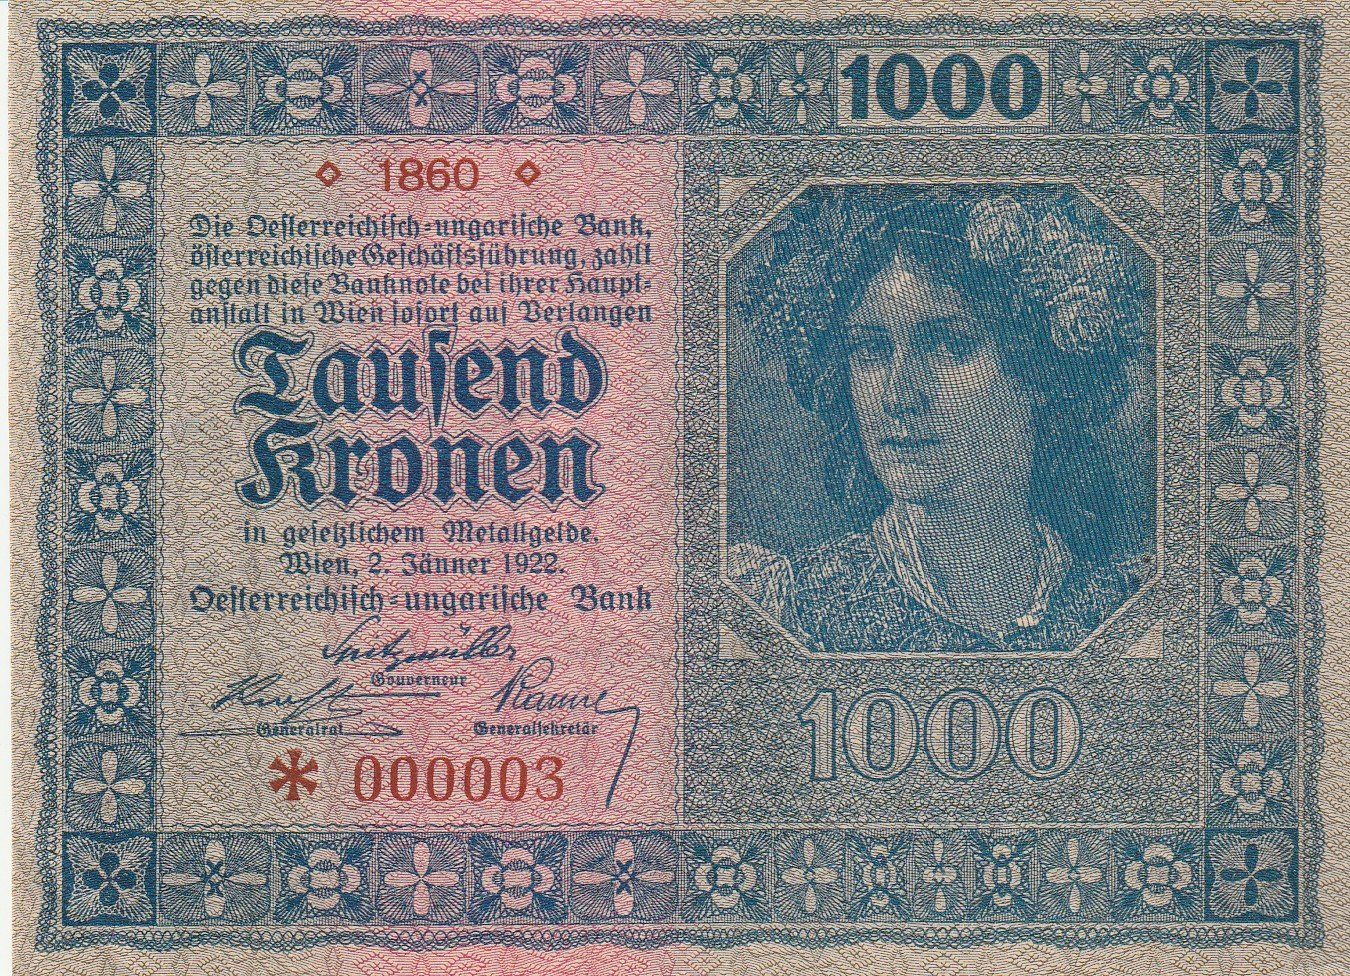 1000
◇ 1860 ◇
Die Oesterreichisch-ungarische Bank,
österreichische Geschäftsführung, zahlt
gegen diese Banknote bei ihrer Haupt-
anstalt in Wien sofort auf Verlangen
Tausend
Kronen
in gesetzlichem Metallgelde.
Wien, 2. Jänner 1922.
Oesterreichisch-ungarische Bank
Spitzmüller
Gouverneur
Generalrat
Generalsekretär
* 000003
1000